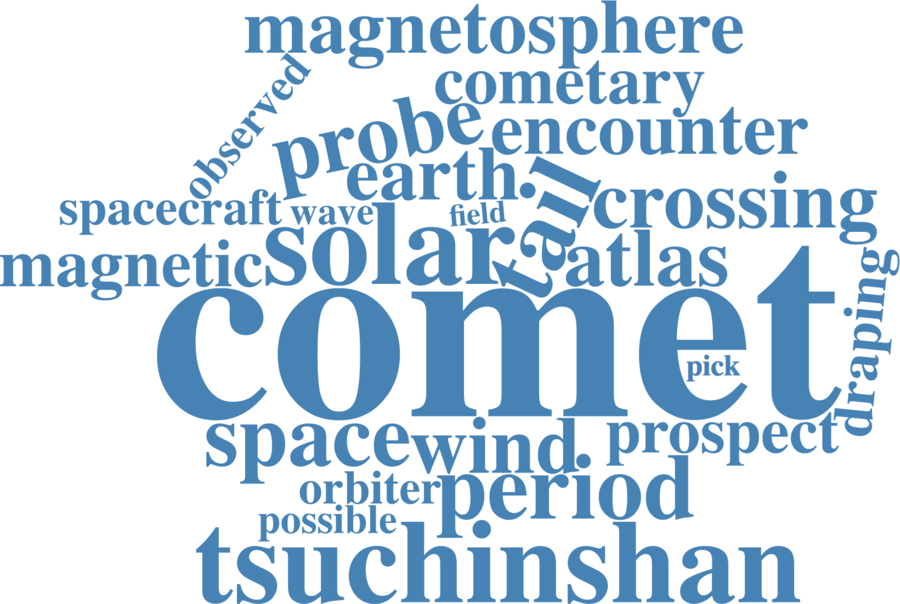 magnetosphere
observed
cometary
probe
encounter
earth
tail
crossing
spacecraft
wave
field
solar
atlas
magnetic
draping
comet
pick
space
wind
prospect
orbiter
period
possible
tsuchinshan